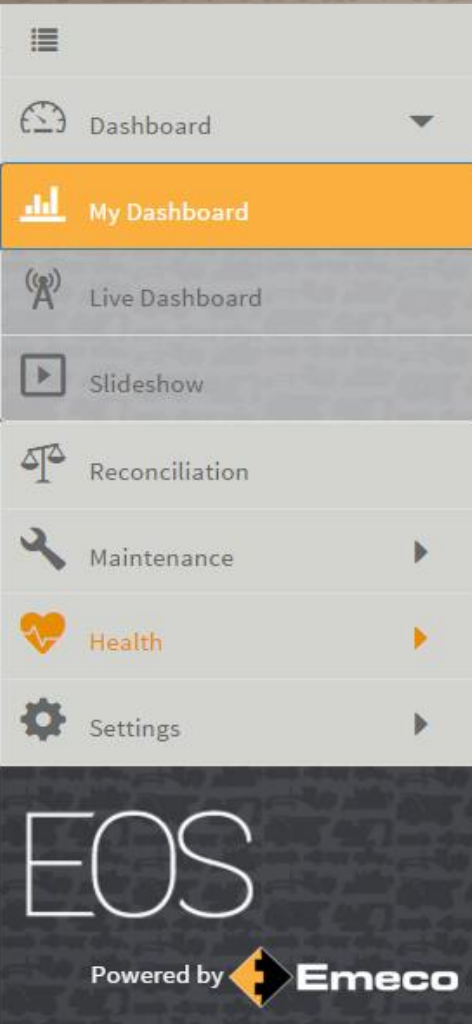 Dashboard
My Dashboard
Live Dashboard
Slideshow
Reconciliation
Maintenance
Health
Settings
EOS
Powered by Emeco